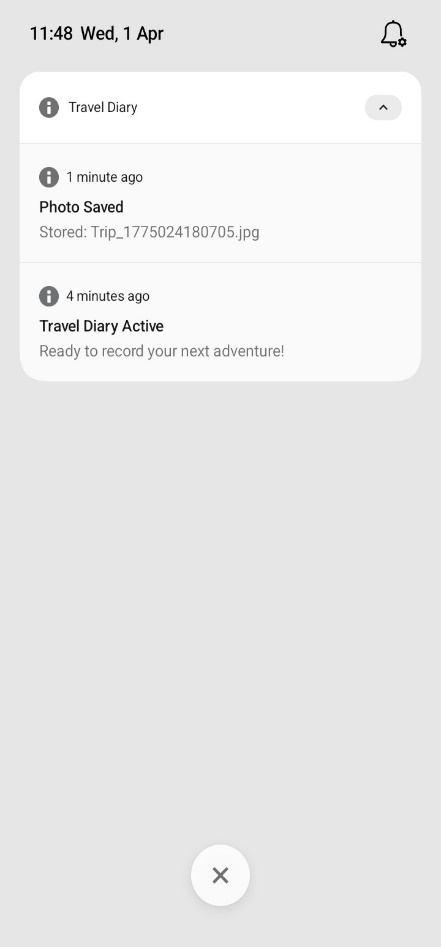 11:48 Wed, 1 Apr
Travel Diary
1 minute ago
Photo Saved
Stored: Trip_1775024180705.jpg
4 minutes ago
Travel Diary Active
Ready to record your next adventure!